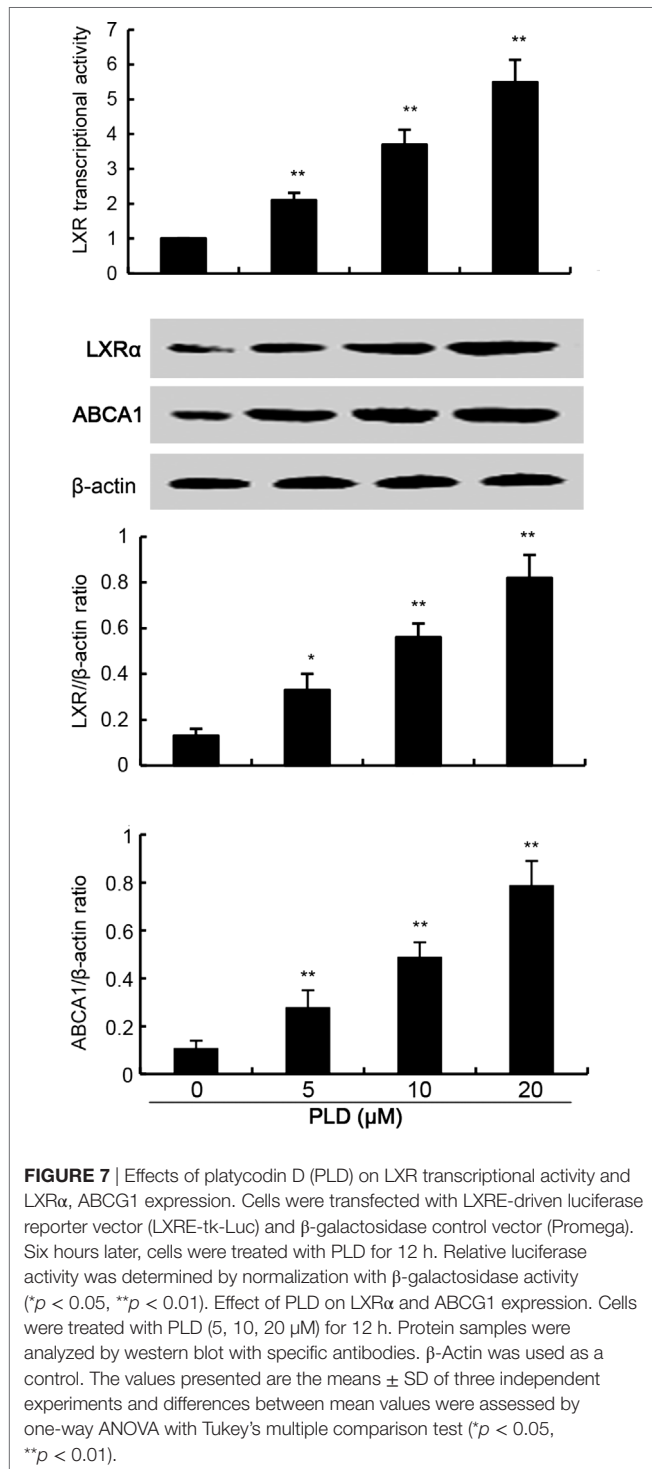 7
6
5
4
3
2
1
0
LXR transcriptional activity
**
**
**
LXRα
ABCA1
β-actin
1
0.8
0.6
0.4
0.2
0
LXR//β-actin ratio
*
**
**
1
0.8
0.6
0.4
0.2
0
ABCA1/β-actin ratio
**
**
**
0 5 10 20
PLD (μM)
FIGURE 7 | Effects of platycodin D (PLD) on LXR transcriptional activity and
LXRα, ABCG1 expression. Cells were transfected with LXRE-driven luciferase
reporter vector (LXRE-tk-Luc) and β-galactosidase control vector (Promega).
Six hours later, cells were treated with PLD for 12 h. Relative luciferase
activity was determined by normalization with β-galactosidase activity
(*p < 0.05, **p < 0.01). Effect of PLD on LXRα and ABCG1 expression. Cells
were treated with PLD (5, 10, 20 μM) for 12 h. Protein samples were
analyzed by western blot with specific antibodies. β-Actin was used as a
control. The values presented are the means ± SD of three independent
experiments and differences between mean values were assessed by
one-way ANOVA with Tukey's multiple comparison test (*p < 0.05,
**p < 0.01).